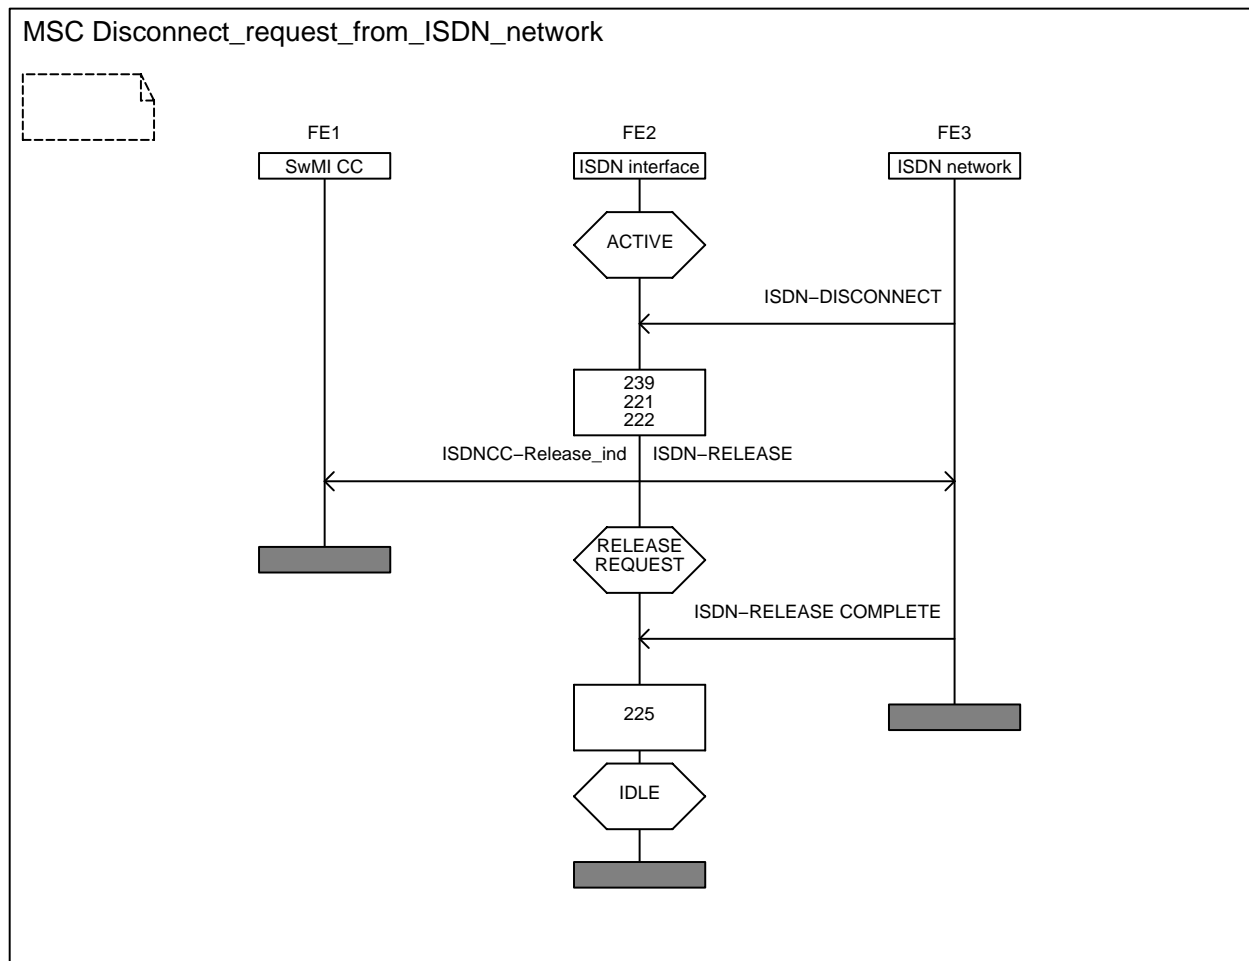 MSC Disconnect_request_from_ISDN_network
FE1
FE2
FE3
SwMI CC
ISDN interface
ISDN network
ACTIVE
ISDN−DISCONNECT
239
221
222
ISDNCC−Release_ind
ISDN−RELEASE
RELEASE
REQUEST
ISDN−RELEASE COMPLETE
225
IDLE